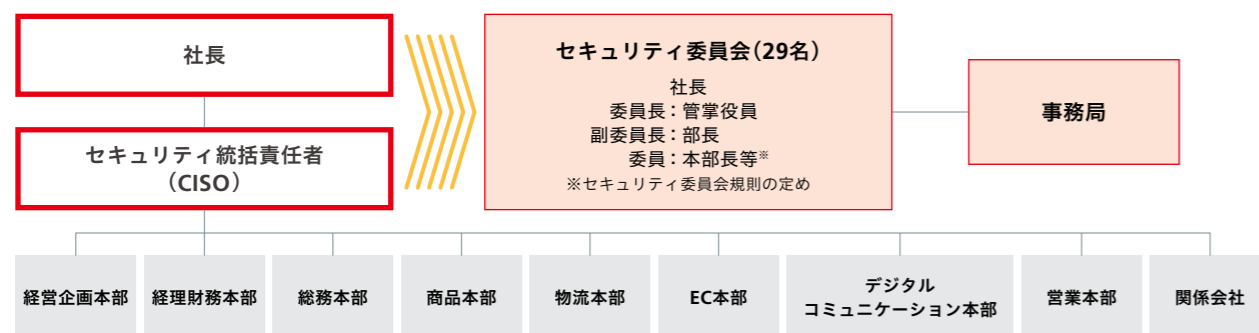 社長
セキュリティ統括責任者
（CISO）
セキュリティ委員会（29名）
社長
委員長：管掌役員
副委員長：部長
委員：本部長等※
※セキュリティ委員会規則の定め
事務局
経営企画本部
経理財務本部
総務本部
商品本部
物流本部
EC本部
デジタル
コミュニケーション本部
営業本部
関係会社